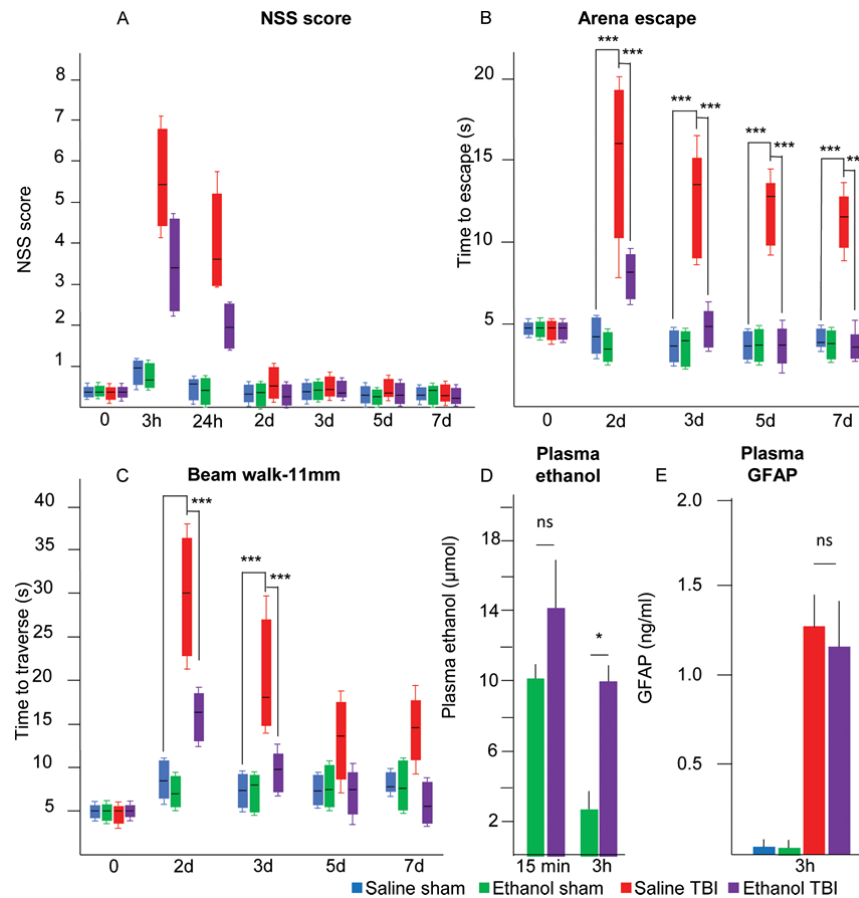 A NSS score
NSS score
8
7
6
5
4
3
2
1
0 3h 24h 2d 3d 5d 7d
B Arena escape
Time to escape (s)
20
15
10
5
*** *** *** *** *** *** *** **
0 2d 3d 5d 7d
C Beam walk-11mm
Time to traverse (s)
40
35
30
25
20
15
10
5
*** *** ***
0 2d 3d 5d 7d
D Plasma
ethanol
Plasma ethanol (µmol)
18
14
10
6
2
ns
*
15 min 3h
E Plasma
GFAP
GFAP (ng/ml)
2.0
1.5
1.0
0.5
ns
3h
Saline sham Ethanol sham Saline TBI Ethanol TBI